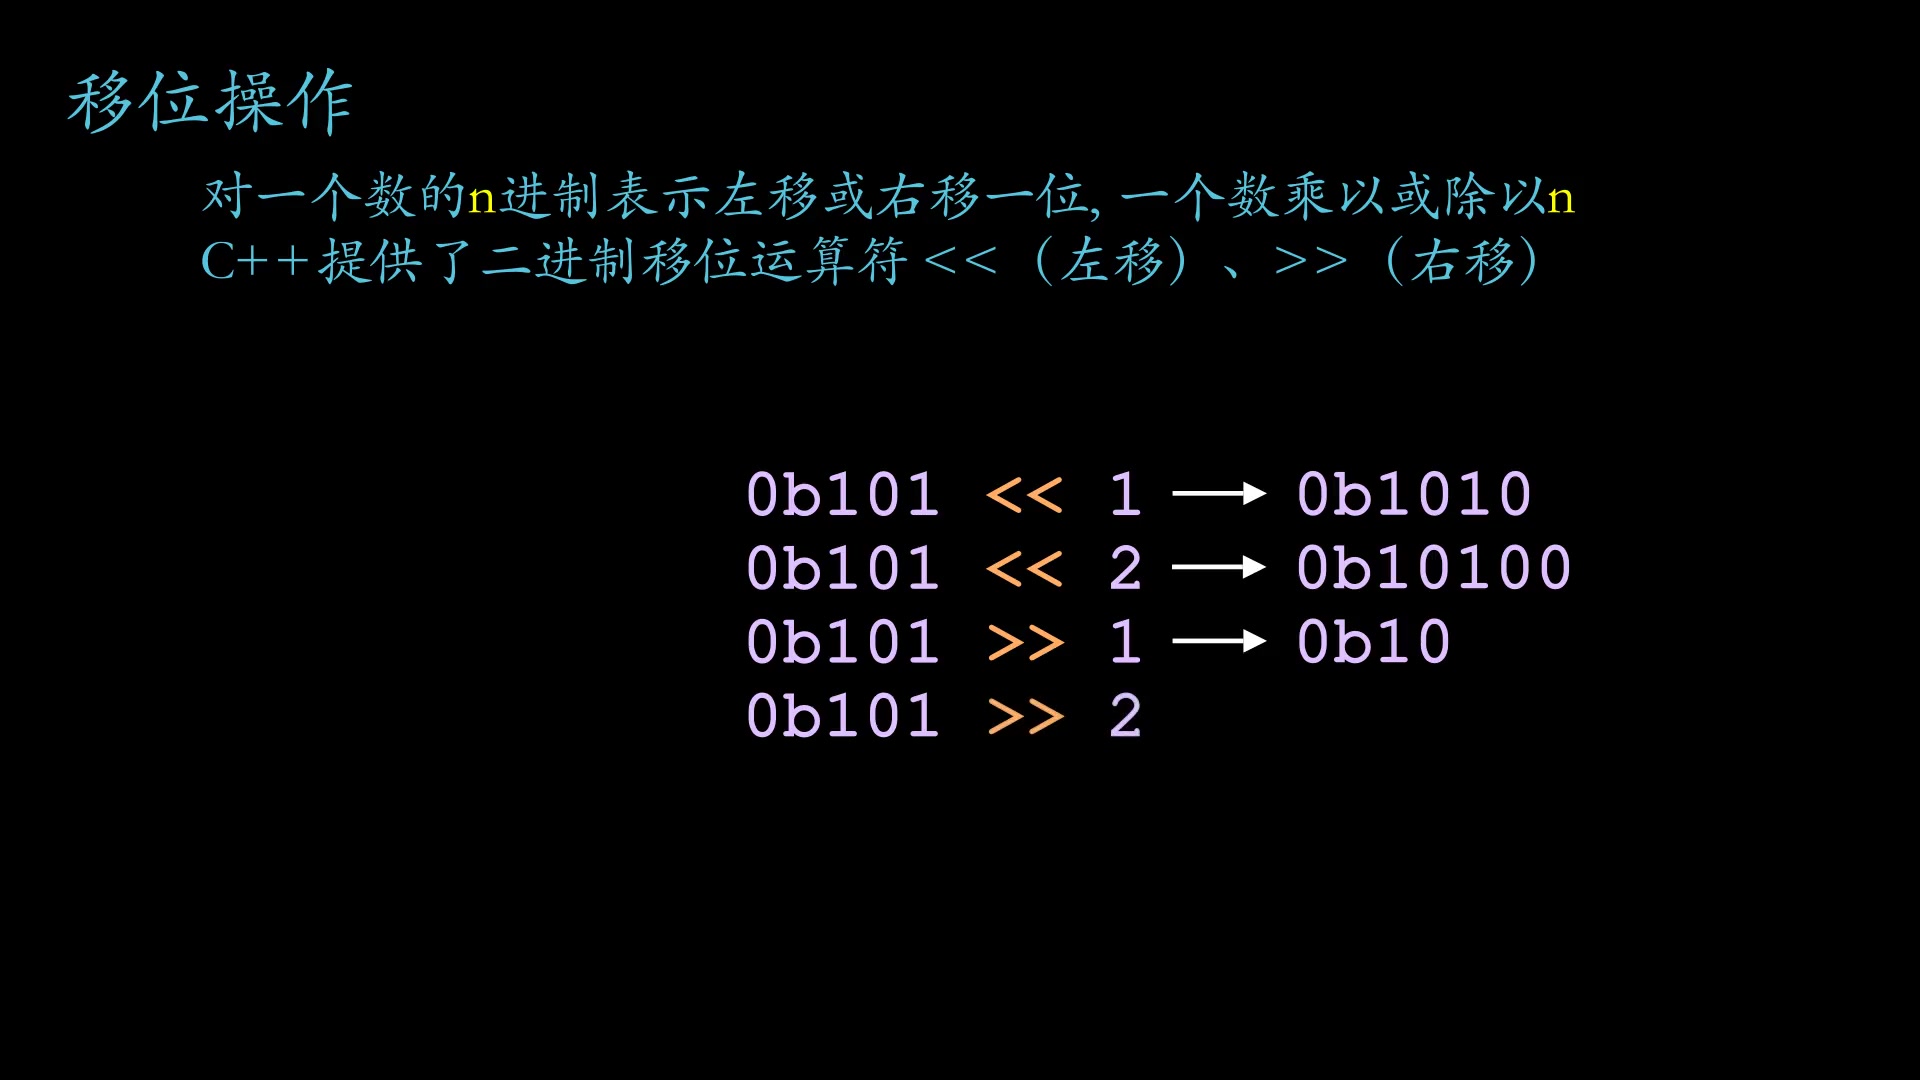 移位操作
对一个数的n进制表示左移或右移一位, 一个数乘以或除以n
C++提供了二进制移位运算符 << （左移）、>> （右移）
0b101 << 1 → 0b1010
0b101 << 2 → 0b10100
0b101 >> 1 → 0b10
0b101 >> 2